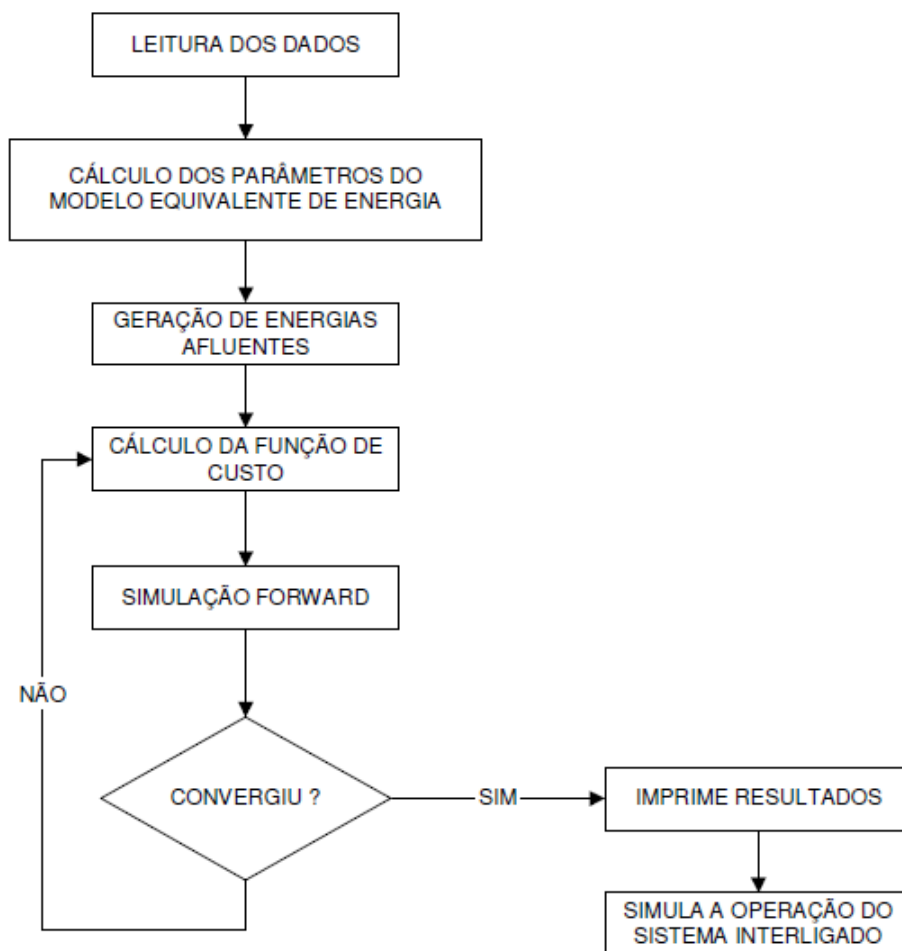 LEITURA DOS DADOS
CÁLCULO DOS PARÂMETROS DO
MODELO EQUIVALENTE DE ENERGIA
GERAÇÃO DE ENERGIAS
AFLUENTES
CÁLCULO DA FUNÇÃO DE
CUSTO
SIMULAÇÃO FORWARD
NÃO
CONVERGIU ?
SIM
IMPRIME RESULTADOS
SIMULA A OPERAÇÃO DO
SISTEMA INTERLIGADO